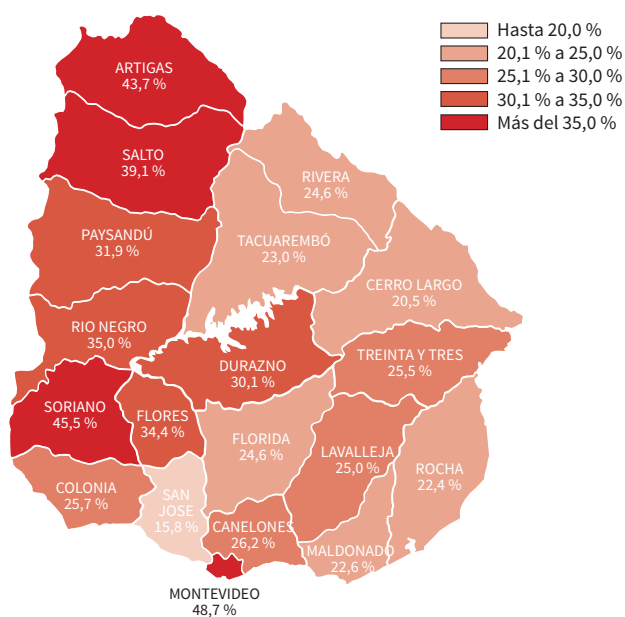 Hasta 20,0 %
20,1 % a 25,0 %
25,1 % a 30,0 %
30,1 % a 35,0 %
Más del 35,0 %
ARTIGAS
43,7 %
SALTO
39,1 %
RIVERA
24,6 %
PAYSANDÚ
31,9 %
TACUAREMBÓ
23,0 %
CERRO LARGO
20,5 %
RIO NEGRO
35,0 %
DURAZNO
30,1 %
TREINTA Y TRES
25,5 %
SORIANO
45,5 %
FLORES
34,4 %
FLORIDA
24,6 %
LAVALLEJA
25,0 %
ROCHA
22,4 %
COLONIA
25,7 %
SAN
JOSE
15,8 %
CANELONES
26,2 %
MALDONADO
22,6 %
MONTEVIDEO
48,7 %